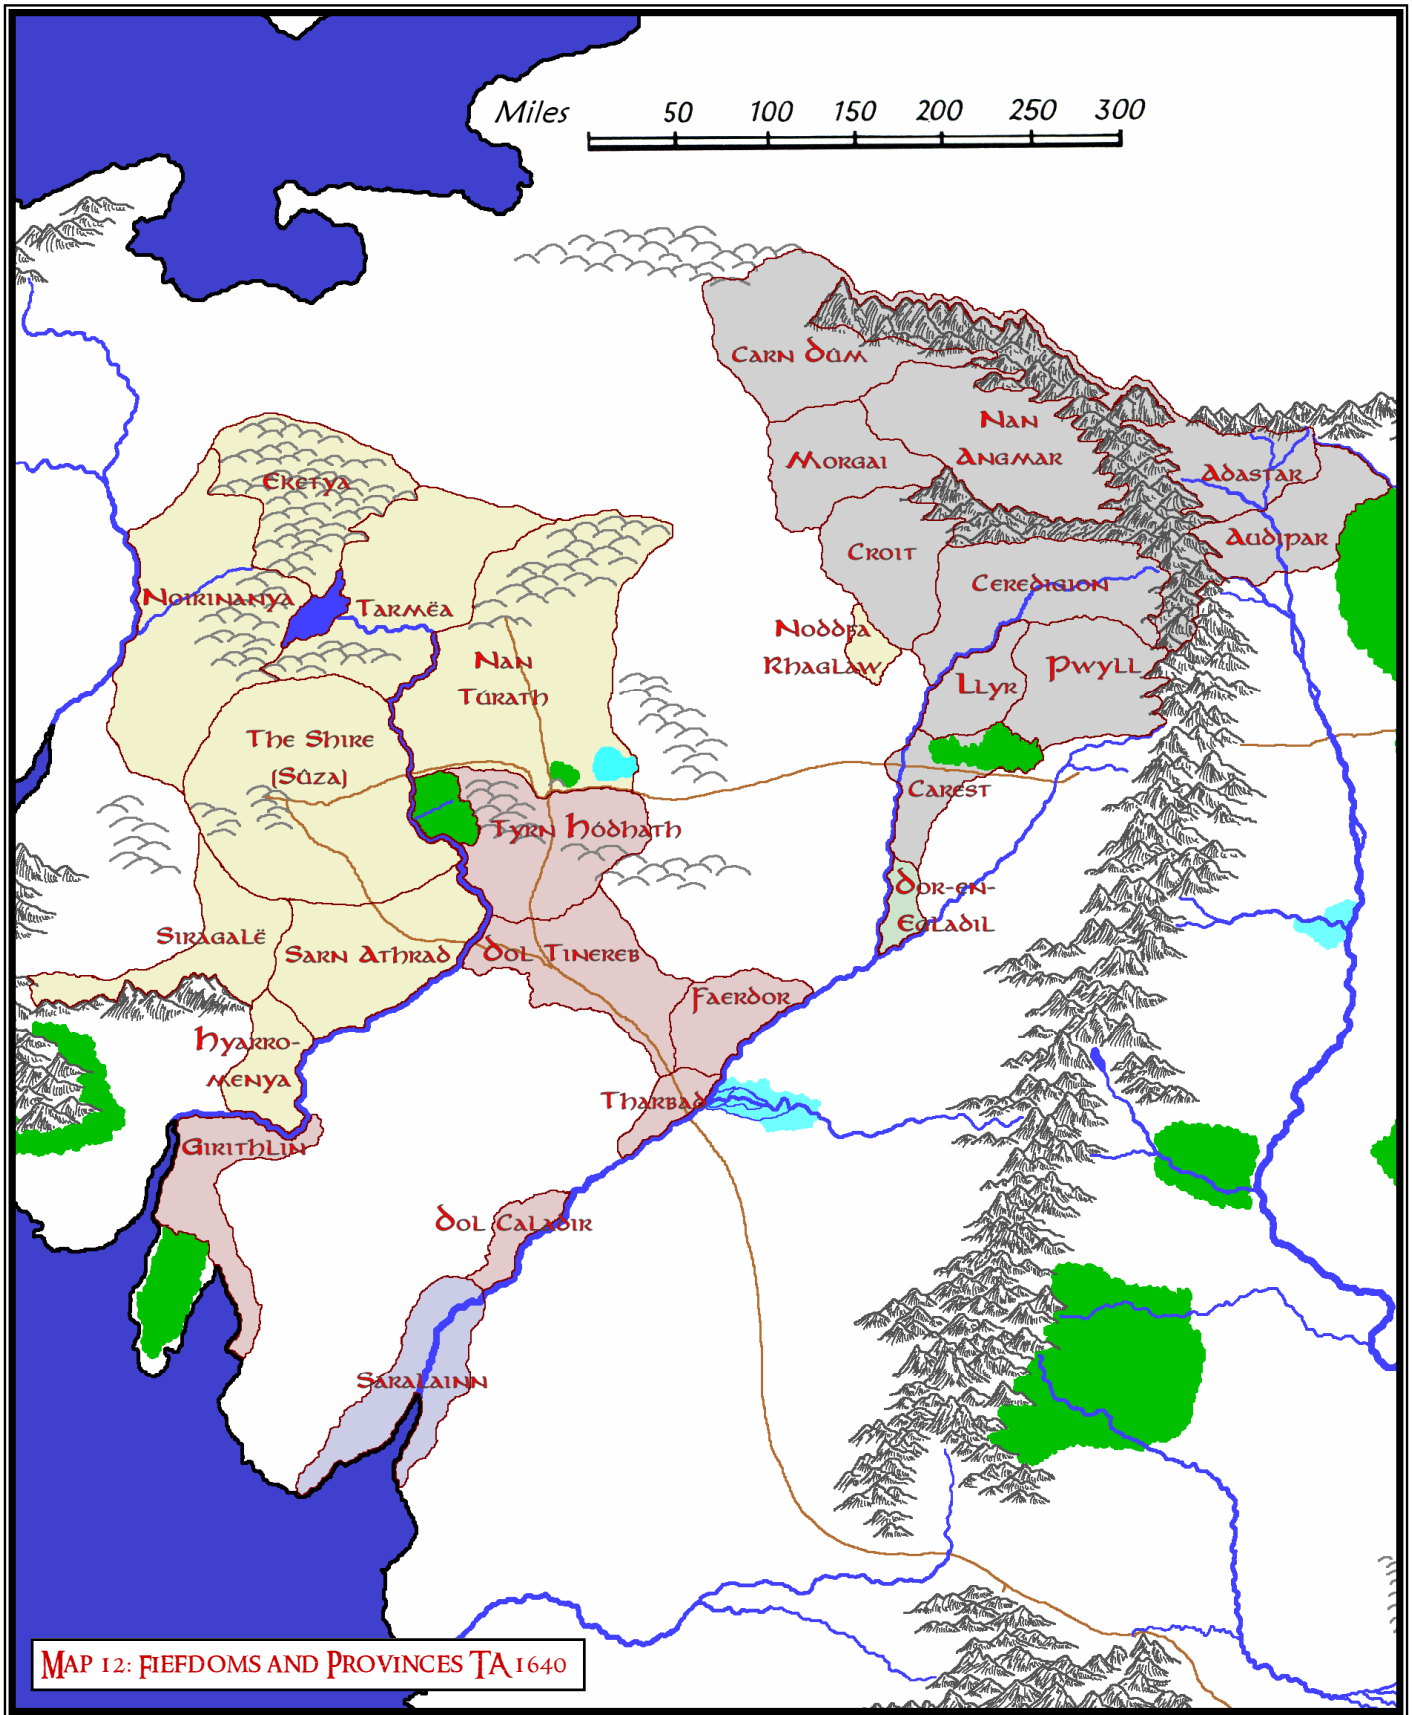 Miles 50 100 150 200 250 300
Carn Dûm
Nan
Angmar
Morgai
Adastar
Eketya
Croit
Audipar
Ceredigion
Noirinanya
Tarmëa
Noddfa
Rhaglaw
Nan
Túrath
Llyr
Pwyll
The Shire
(Sûza)
Carest
Tyrn Hódhath
Dor-en-
Egladil
Siragalë
Sarn Athrad
Dol Tinereb
Faerdor
Hyarro-
menya
Tharbad
Girithlin
Dol Caladir
Saralainn
Map 12: Fiefdoms and Provinces TA 1640